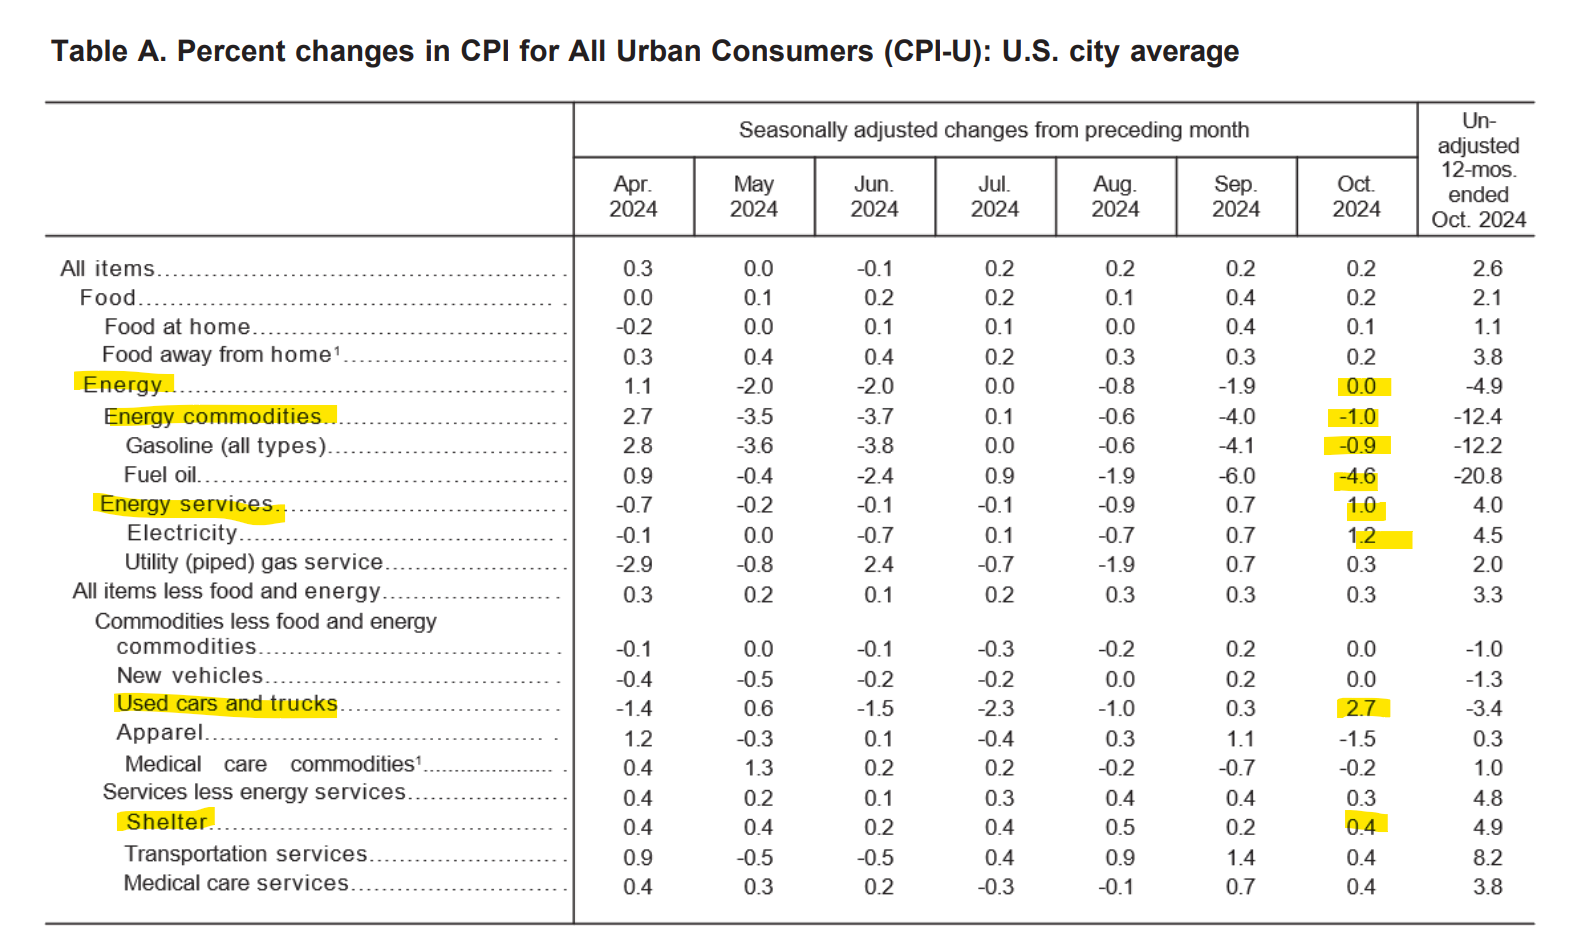 Table A. Percent changes in CPI for All Urban Consumers (CPI-U): U.S. city average
Seasonally adjusted changes from preceding month
Un-
adjusted
12-mos.
ended
Oct. 2024
Apr. 2024 May 2024 Jun. 2024 Jul. 2024 Aug. 2024 Sep. 2024 Oct. 2024
All items 0.3 0.0 -0.1 0.2 0.2 0.2 0.2 2.6
Food 0.0 0.1 0.2 0.2 0.1 0.4 0.2 2.1
Food at home -0.2 0.0 0.1 0.1 0.0 0.4 0.1 1.1
Food away from home¹ 0.3 0.4 0.4 0.2 0.3 0.3 0.2 3.8
Energy 1.1 -2.0 -2.0 0.0 -0.8 -1.9 0.0 -4.9
Energy commodities 2.7 -3.5 -3.7 0.1 -0.6 -4.0 -1.0 -12.4
Gasoline (all types) 2.8 -3.6 -3.8 0.0 -0.6 -4.1 -0.9 -12.2
Fuel oil 0.9 -0.4 -2.4 0.9 -1.9 -6.0 -4.6 -20.8
Energy services -0.7 -0.2 -0.1 -0.1 -0.9 0.7 1.0 4.0
Electricity -0.1 0.0 -0.7 0.1 -0.7 0.7 1.2 4.5
Utility (piped) gas service -2.9 -0.8 2.4 -0.7 -1.9 0.7 0.3 2.0
All items less food and energy 0.3 0.2 0.1 0.2 0.3 0.3 0.3 3.3
Commodities less food and energy
commodities -0.1 0.0 -0.1 -0.3 -0.2 0.2 0.0 -1.0
New vehicles -0.4 -0.5 -0.2 -0.2 0.0 0.2 0.0 -1.3
Used cars and trucks -1.4 0.6 -1.5 -2.3 -1.0 0.3 2.7 -3.4
Apparel 1.2 -0.3 0.1 -0.4 0.3 1.1 -1.5 0.3
Medical care commodities¹ 0.4 1.3 0.2 0.2 -0.2 -0.7 -0.2 1.0
Services less energy services 0.4 0.2 0.1 0.3 0.4 0.4 0.3 4.8
Shelter 0.4 0.4 0.2 0.4 0.5 0.2 0.4 4.9
Transportation services 0.9 -0.5 -0.5 0.4 0.9 1.4 0.4 8.2
Medical care services 0.4 0.3 0.2 -0.3 -0.1 0.7 0.4 3.8